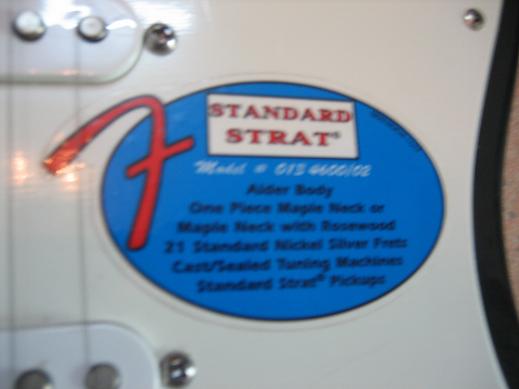 STANDARD
STRAT®
Model # 013 4600/02
Alder Body
One Piece Maple Neck or
Maple Neck with Rosewood
21 Standard Nickel Silver Frets
Cast/Sealed Tuning Machines
Standard Strat® Pickups